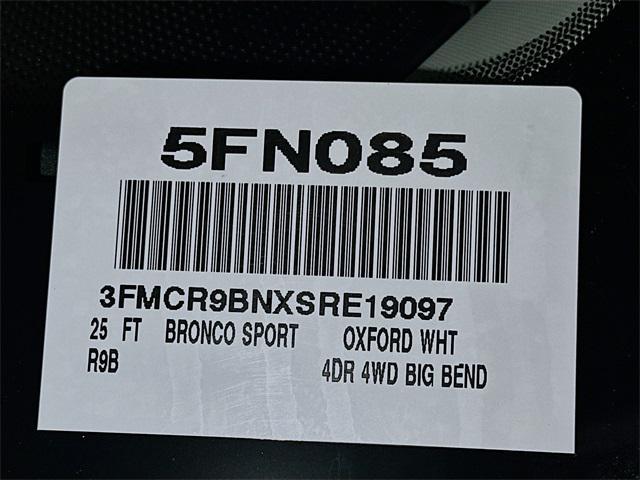 5FN085
3FMCR9BNXSRE19097
25 FT BRONCO SPORT OXFORD WHT
R9B 4DR 4WD BIG BEND